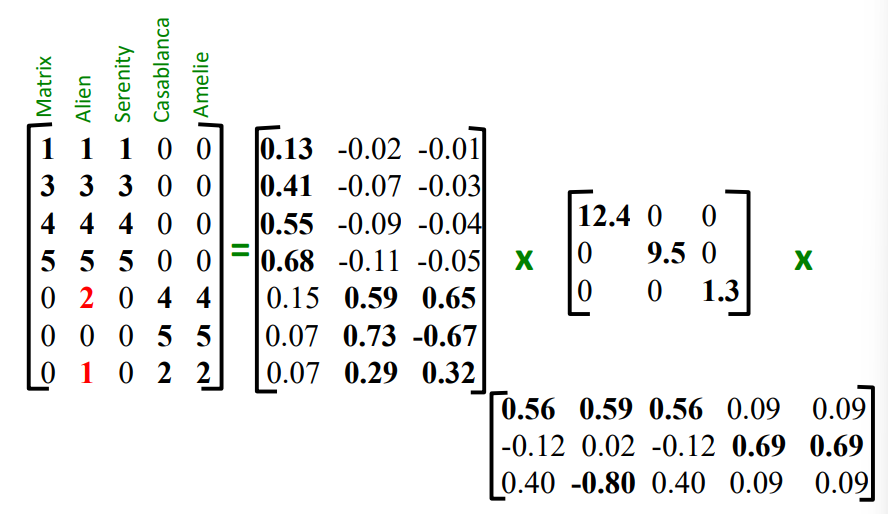 Matrix Alien Serenity Casablanca Amelie
1 1 1 0 0
3 3 3 0 0
4 4 4 0 0
5 5 5 0 0
0 2 0 4 4
0 0 0 5 5
0 1 0 2 2
=
0.13 -0.02 -0.01
0.41 -0.07 -0.03
0.55 -0.09 -0.04
0.68 -0.11 -0.05
0.15 0.59 0.65
0.07 0.73 -0.67
0.07 0.29 0.32
x
12.4 0 0
0 9.5 0
0 0 1.3
x
0.56 0.59 0.56 0.09 0.09
-0.12 0.02 -0.12 0.69 0.69
0.40 -0.80 0.40 0.09 0.09